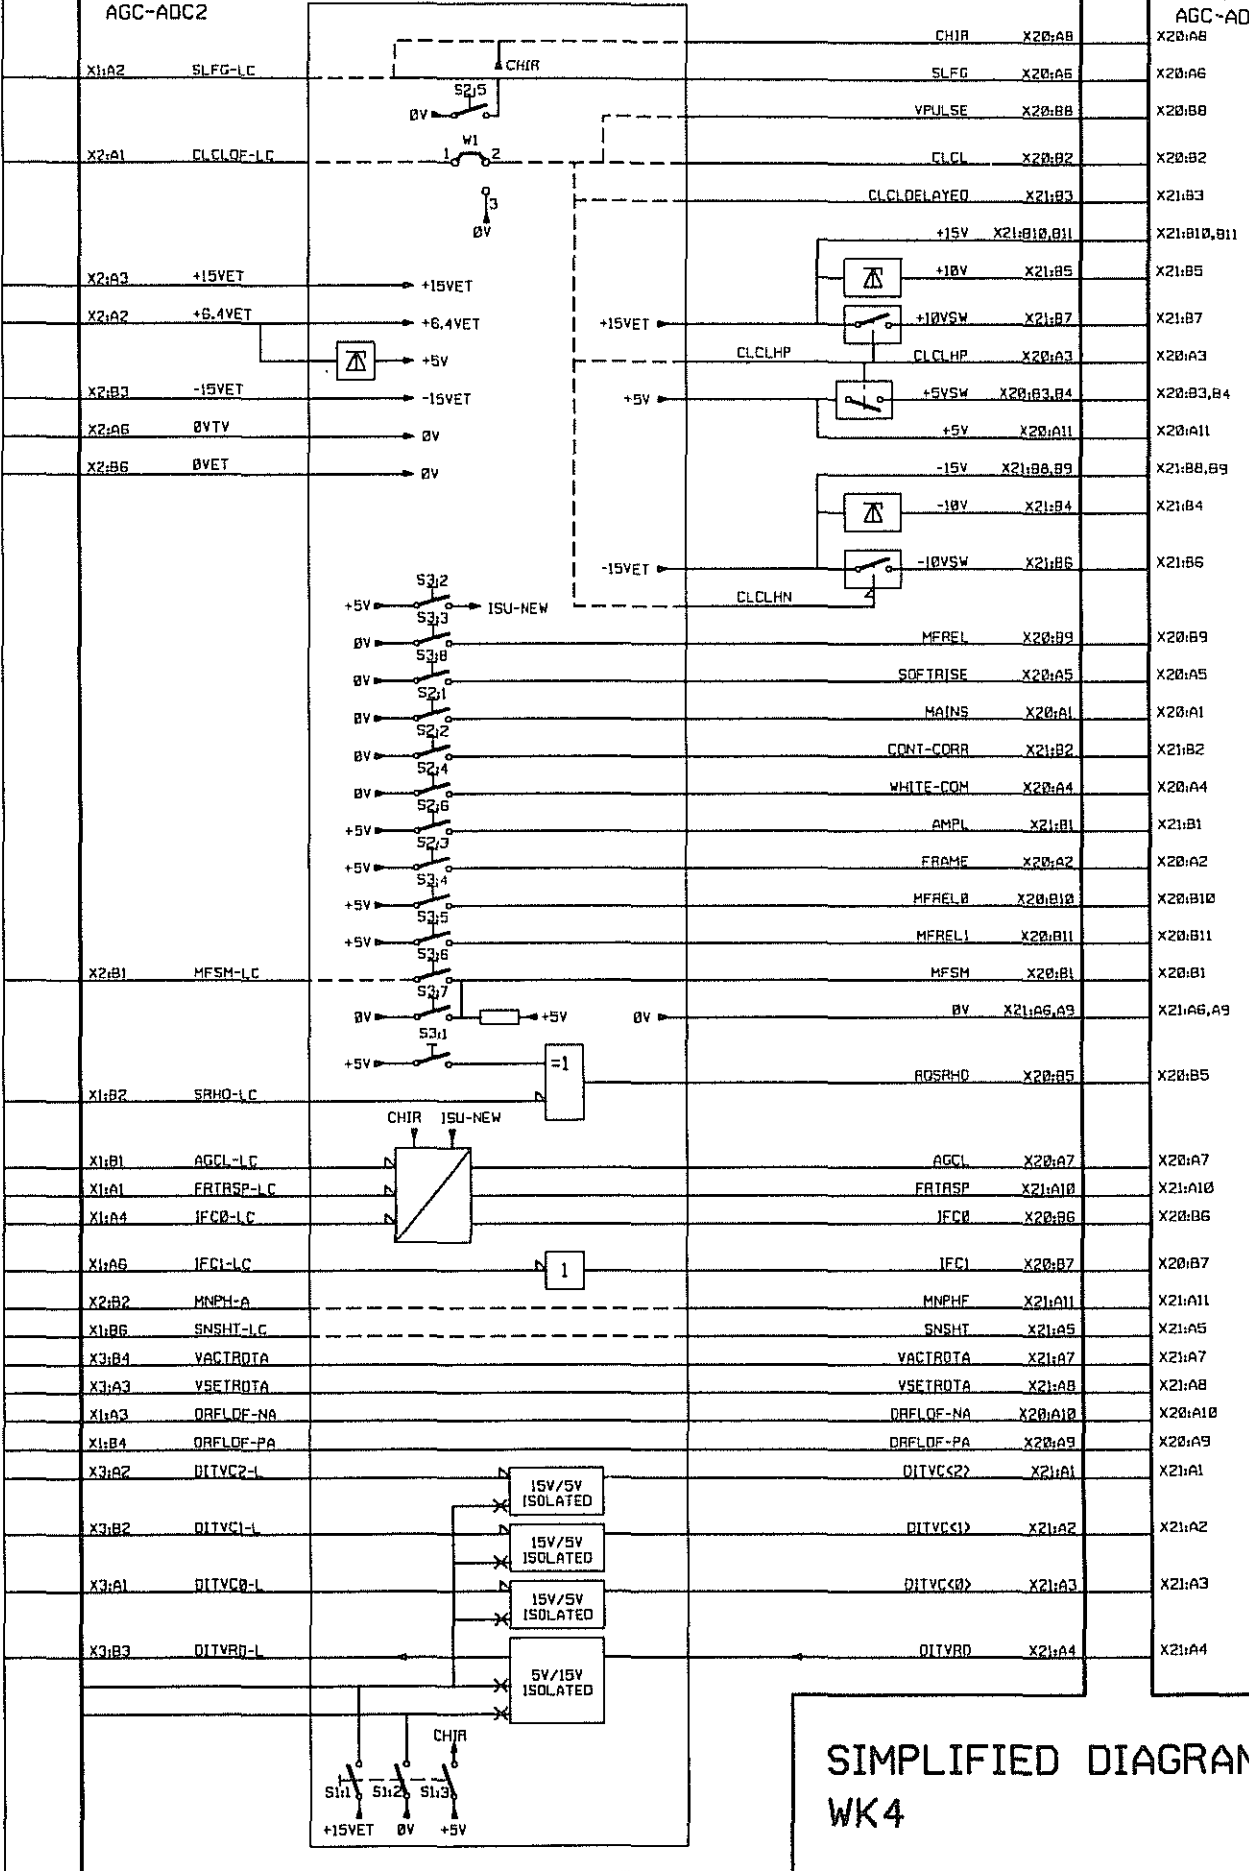 AGC-ADC2
AGC-AD
CHIR X20:A8 X20:A8
CHIR
X1:A2 SLFG-LC SLFG X20:A6 X20:A6
S2:5
0V
VPULSE X20:B8 X20:B8
W1
X2:A1 CLCLOF-LC 1 2 CLCL X20:B2 X20:B2
3
CLCLDELAYED X21:B3 X21:B3
0V
+15V X21:B10,B11 X21:B10,B11
+10V X21:B5 X21:B5
X2:A3 +15VET +15VET
X2:A2 +6.4VET +6.4VET +15VET +10VSW X21:B7 X21:B7
+5V CLCLHP CLCLHP X20:A3 X20:A3
X2:B3 -15VET -15VET +5V +5VSW X20:B3,B4 X20:B3,B4
X2:A6 0VTV 0V +5V X20:A11 X20:A11
X2:B6 0VET 0V -15V X21:B8,B9 X21:B8,B9
-10V X21:B4 X21:B4
-15VET -10VSW X21:B6 X21:B6
S3:2
+5V ISU-NEW CLCLHN
S3:3
0V MFREL X20:B9 X20:B9
S3:8
0V SOFTRISE X20:A5 X20:A5
S2:1
0V MAINS X20:A1 X20:A1
S2:2
0V CONT-CORR X21:B2 X21:B2
S2:4
0V WHITE-COM X20:A4 X20:A4
S2:6
+5V AMPL X21:B1 X21:B1
S2:3
+5V FRAME X20:A2 X20:A2
S3:4
+5V MFREL0 X20:B10 X20:B10
S3:5
+5V MFREL1 X20:B11 X20:B11
S3:6
X2:B1 MFSM-LC MFSM X20:B1 X20:B1
S3:7
0V +5V 0V 0V X21:A6,A9 X21:A6,A9
S3:1
+5V =1
ROSRHO X20:B5 X20:B5
X1:B2 SRHO-LC
CHIR ISU-NEW
X1:B1 AGCL-LC AGCL X20:A7 X20:A7
X1:A1 FRTRSP-LC FRTRSP X21:A10 X21:A10
X1:A4 IFC0-LC IFC0 X20:B6 X20:B6
X1:A6 IFC1-LC 1 IFC1 X20:B7 X20:B7
X2:B2 MNPH-A MNPHF X21:A11 X21:A11
X1:B6 SNSHT-LC SNSHT X21:A5 X21:A5
X3:B4 VACTROTA VACTROTA X21:A7 X21:A7
X3:A3 VSETROTA VSETROTA X21:A8 X21:A8
X1:A3 DRFLOF-NA DRFLOF-NA X20:A10 X20:A10
X1:B4 DRFLOF-PA DRFLOF-PA X20:A9 X20:A9
X3:A2 DITVC2-L DITVC<2> X21:A1 X21:A1
15V/5V
ISOLATED
X3:B2 DITVC1-L DITVC<1> X21:A2 X21:A2
15V/5V
ISOLATED
X3:A1 DITVC0-L DITVC<0> X21:A3 X21:A3
15V/5V
ISOLATED
X3:B3 DITVRD-L DITVRD X21:A4 X21:A4
5V/15V
ISOLATED
CHIR
S1:1 S1:2 S1:3
+15VET 0V +5V
SIMPLIFIED DIAGRAM
WK4